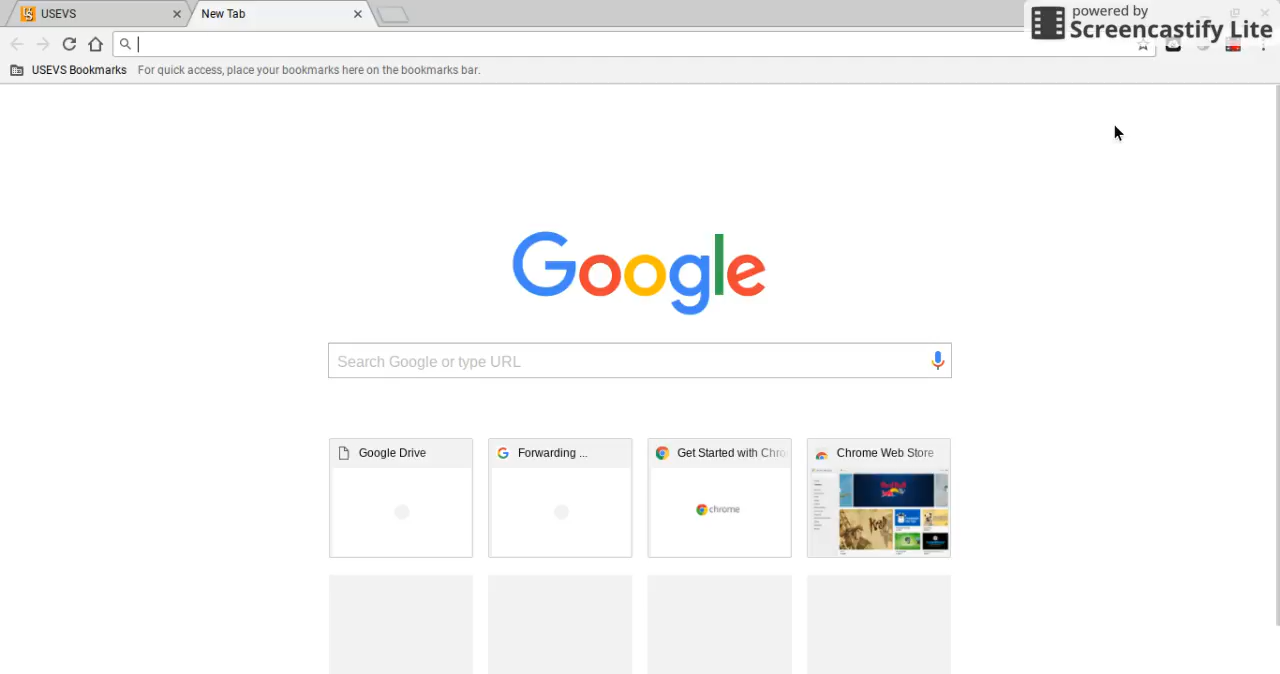 USEVS
New Tab
powered by
Screencastify Lite
USEVS Bookmarks
For quick access, place your bookmarks here on the bookmarks bar.
Google
Search Google or type URL
Google Drive
Forwarding ...
Get Started with Chro
Chrome Web Store
chrome